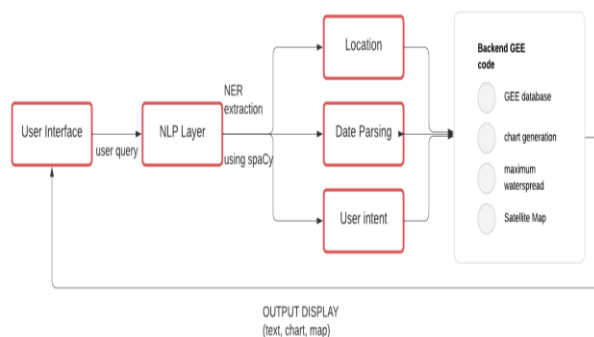 User Interface
user query
NLP Layer
NER
extraction
using spaCy
Location
Date Parsing
User intent
Backend GEE
code
GEE database
chart generation
maximum
waterspread
Satellite Map
OUTPUT DISPLAY
(text, chart, map)